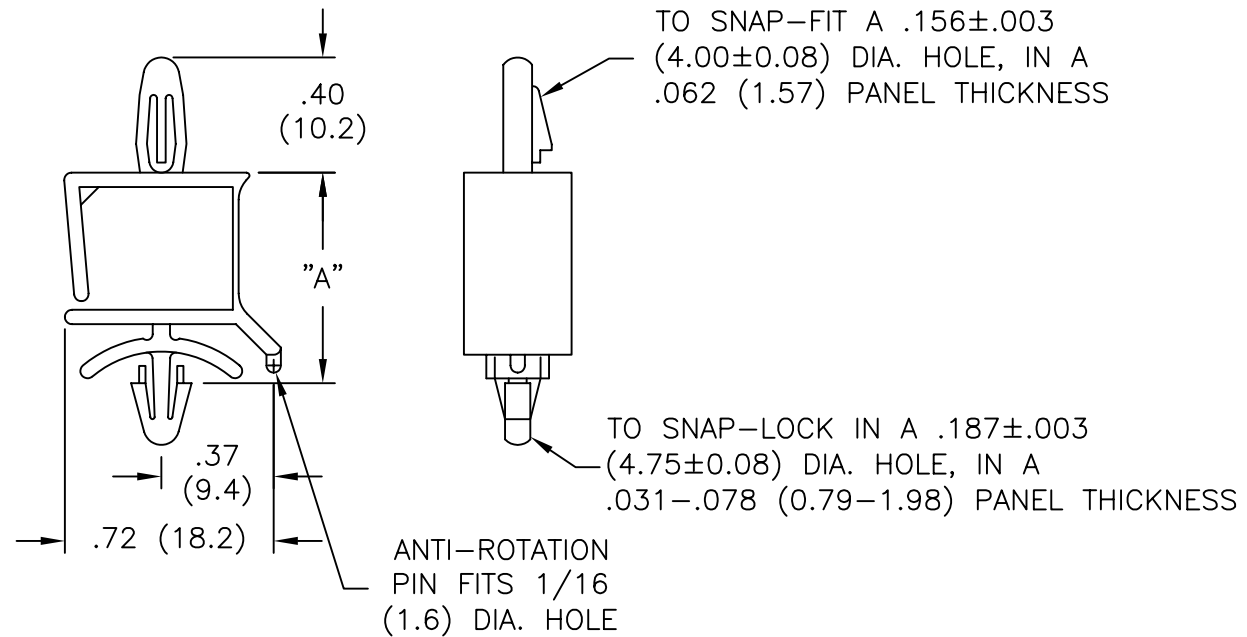 TO SNAP-FIT A .156±.003
(4.00±0.08) DIA. HOLE, IN A
.062 (1.57) PANEL THICKNESS
.40
(10.2)
"A"
TO SNAP-LOCK IN A .187±.003
(4.75±0.08) DIA. HOLE, IN A
.031-.078 (0.79-1.98) PANEL THICKNESS
.37
(9.4)
.72 (18.2)
ANTI-ROTATION
PIN FITS 1/16
(1.6) DIA. HOLE